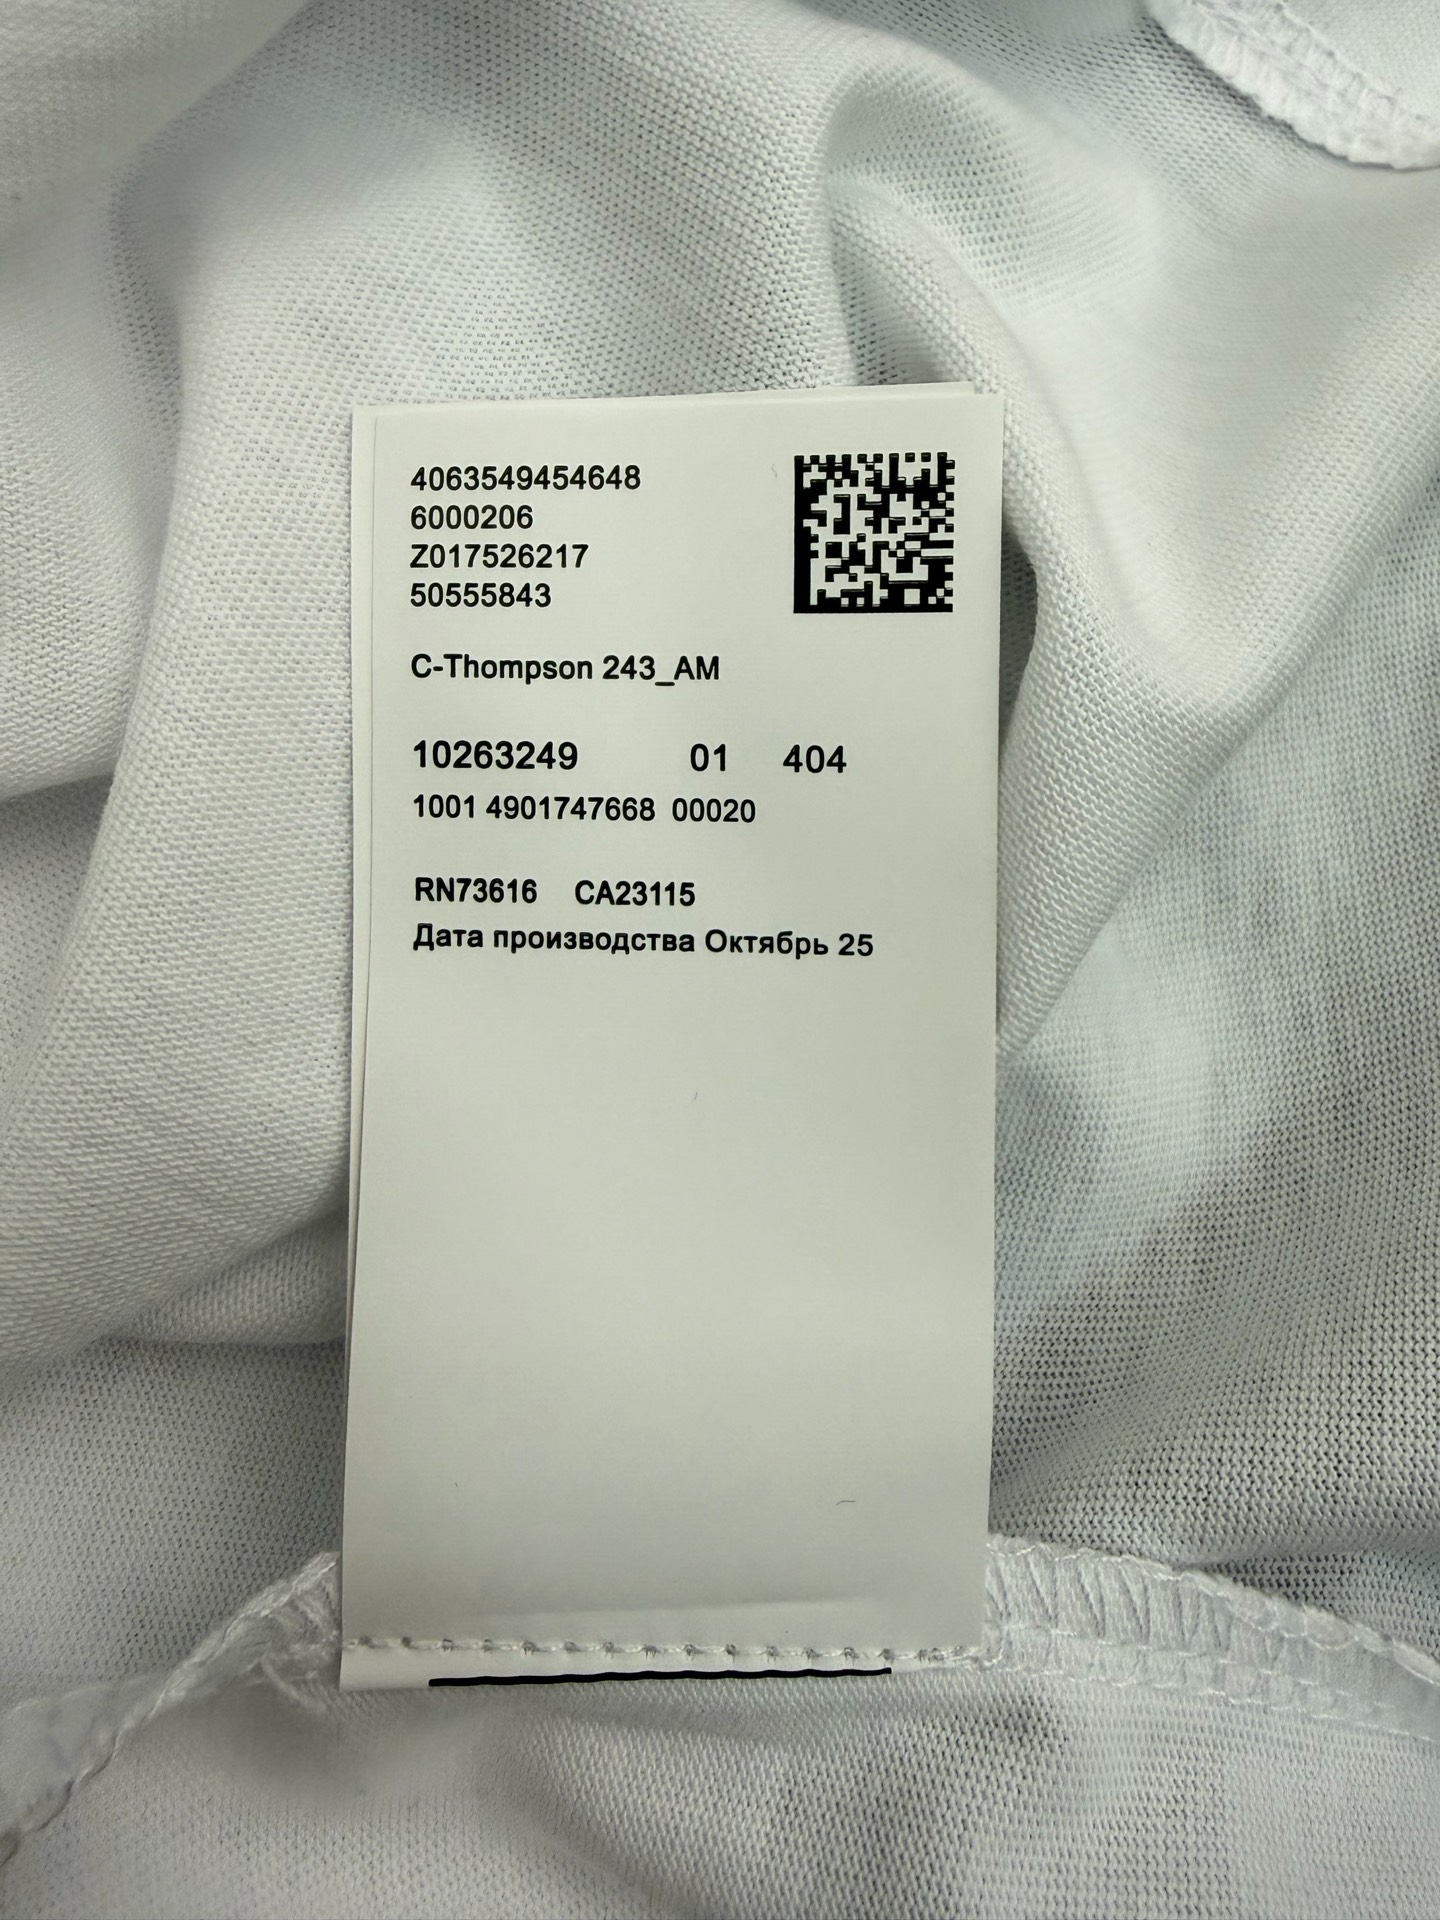 4063549454648
6000206
Z017526217
50555843
C-Thompson 243_AM
10263249 01 404
1001 4901747668 00020
RN73616 CA23115
Дата производства Октябрь 25